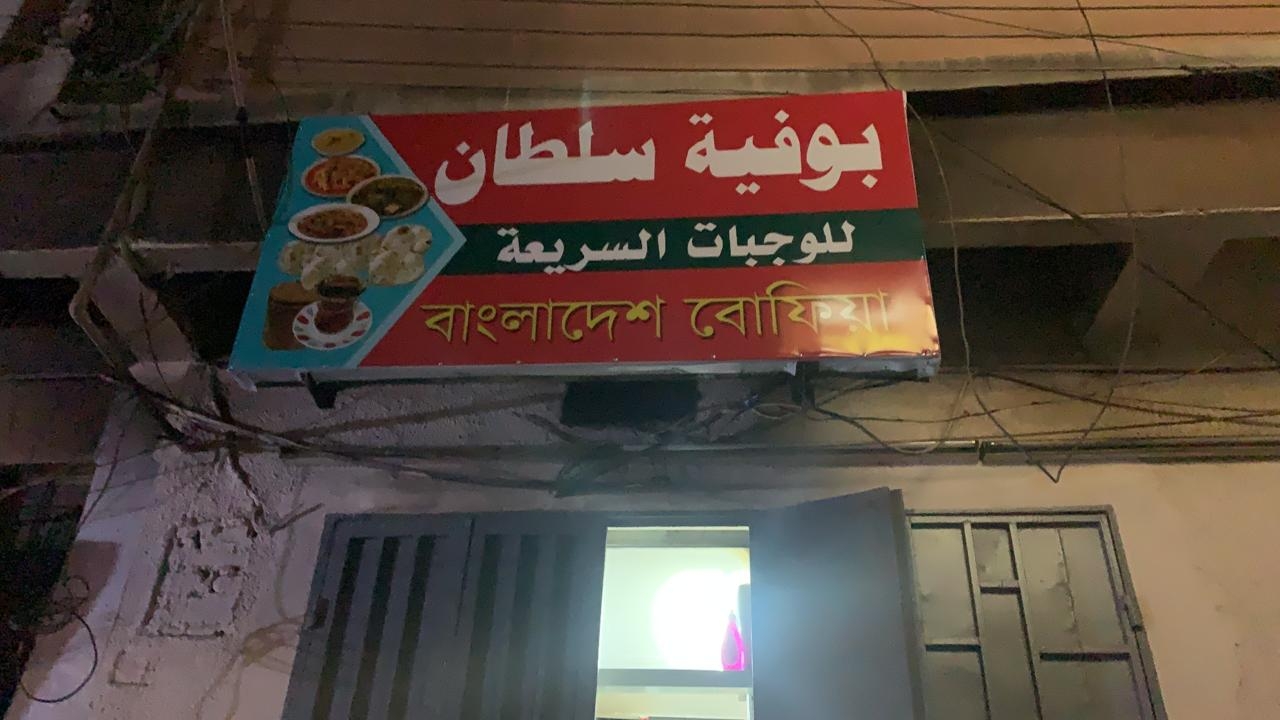 بوفية سلطان
للوجبات السريعة
বাংলাদেশ বোফিয়া